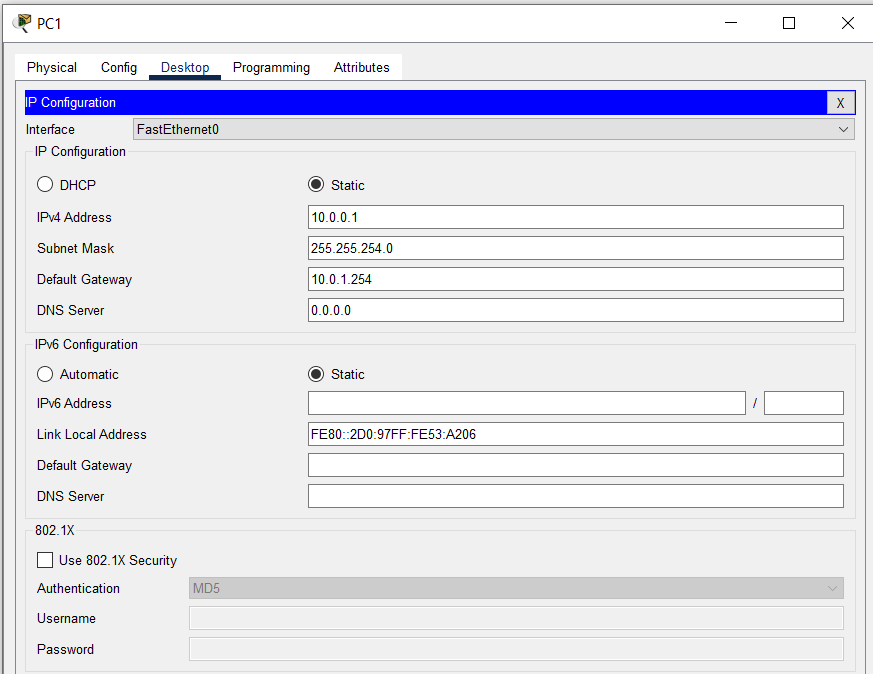 PC1
Physical Config Desktop Programming Attributes
IP Configuration X
Interface FastEthernet0
IP Configuration
DHCP Static
IPv4 Address 10.0.0.1
Subnet Mask 255.255.254.0
Default Gateway 10.0.1.254
DNS Server 0.0.0.0
IPv6 Configuration
Automatic Static
IPv6 Address /
Link Local Address FE80::2D0:97FF:FE53:A206
Default Gateway
DNS Server
802.1X
Use 802.1X Security
Authentication MD5
Username
Password